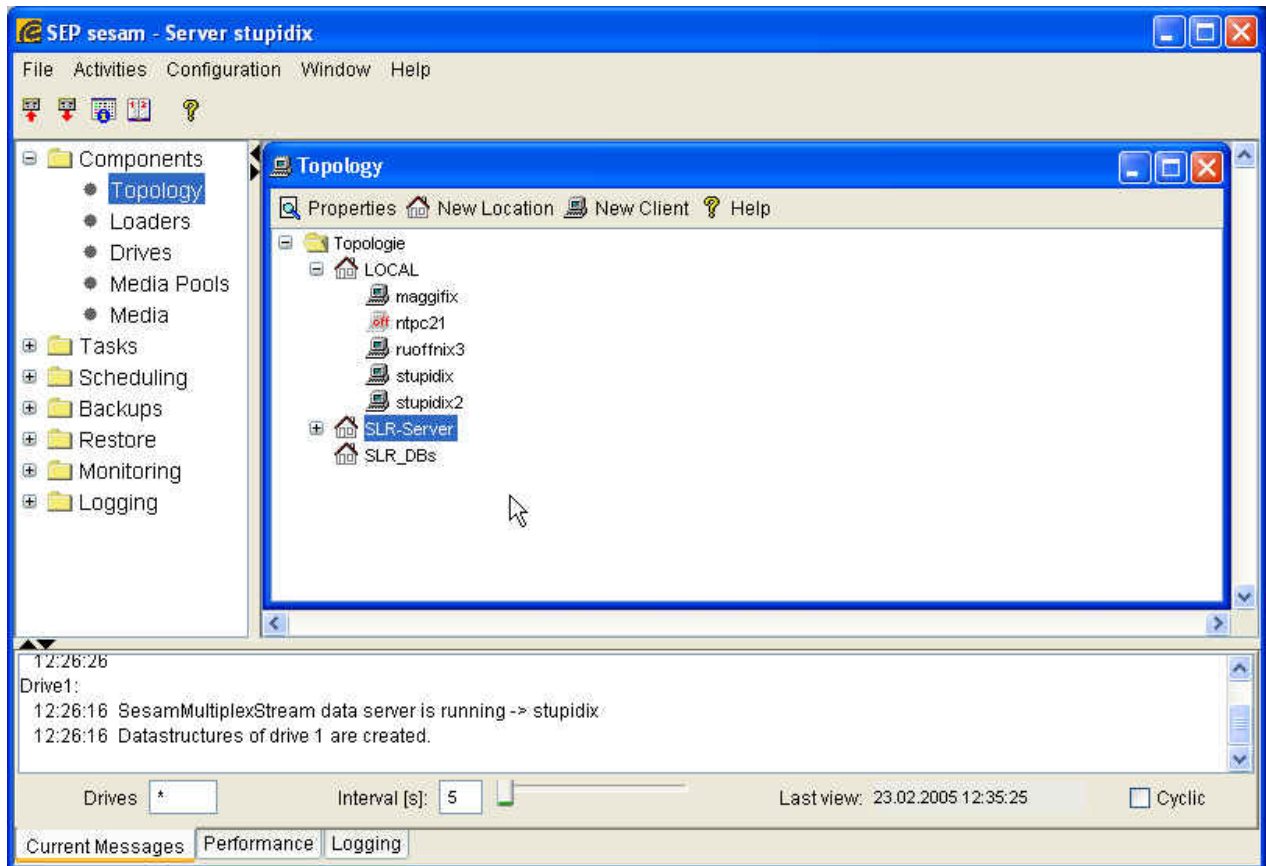 SEP sesam - Server stupidix
File Activities Configuration Window Help
Components
Topology
Loaders
Drives
Media Pools
Media
Tasks
Scheduling
Backups
Restore
Monitoring
Logging
Topology
Properties New Location New Client Help
Topologie
LOCAL
maggifix
off ntpc21
ruoffnix3
stupidix
stupidix2
SLR-Server
SLR_DBs
12:26:26
Drive1:
12:26:16 SesamMultiplexStream data server is running -> stupidix
12:26:16 Datastructures of drive 1 are created.
Drives * Interval [s]: 5 Last view: 23.02.2005 12:35:25 Cyclic
Current Messages Performance Logging